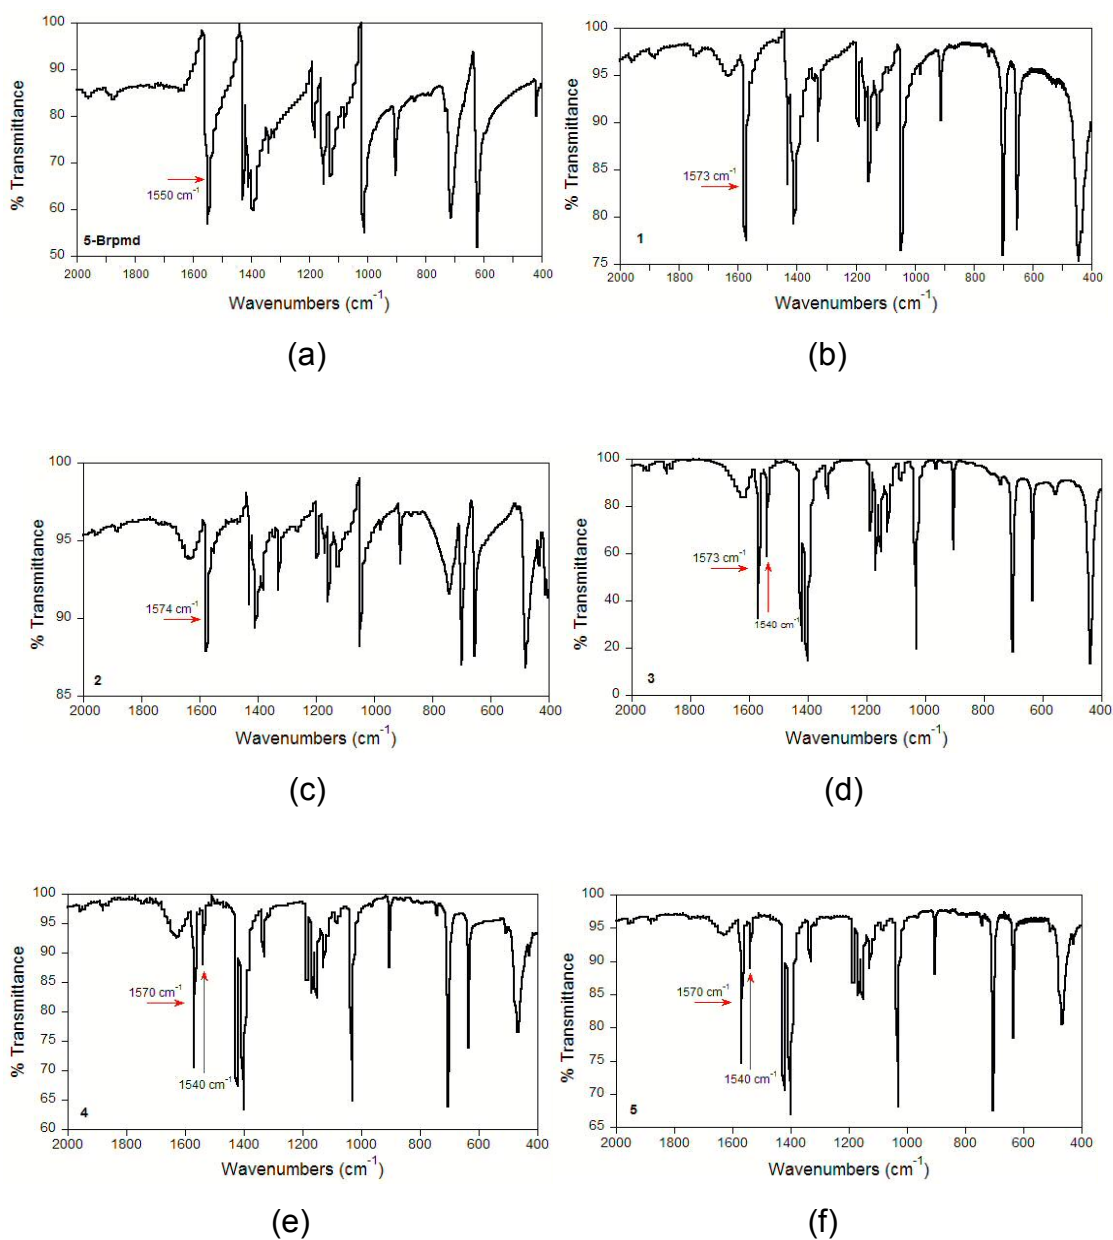 100
90
80
70
60
50
% Transmittance
1550 cm⁻¹
5-Brpmd
2000 1800 1600 1400 1200 1000 800 600 400
Wavenumbers (cm⁻¹)
(a)
100
95
90
85
80
75
% Transmittance
1573 cm⁻¹
1
2000 1800 1600 1400 1200 1000 800 600 400
Wavenumbers (cm⁻¹)
(b)
100
95
90
85
% Transmittance
1574 cm⁻¹
2
2000 1800 1600 1400 1200 1000 800 600 400
Wavenumbers (cm⁻¹)
(c)
100
80
60
40
20
0
% Transmittance
1573 cm⁻¹
1540 cm⁻¹
3
2000 1800 1600 1400 1200 1000 800 600 400
Wavenumbers (cm⁻¹)
(d)
100
95
90
85
80
75
70
65
60
% Transmittance
1570 cm⁻¹
1540 cm⁻¹
4
2000 1800 1600 1400 1200 1000 800 600 400
Wavenumbers (cm⁻¹)
(e)
100
95
90
85
80
75
70
65
% Transmittance
1570 cm⁻¹
1540 cm⁻¹
5
2000 1800 1600 1400 1200 1000 800 600 400
Wavenumbers (cm⁻¹)
(f)